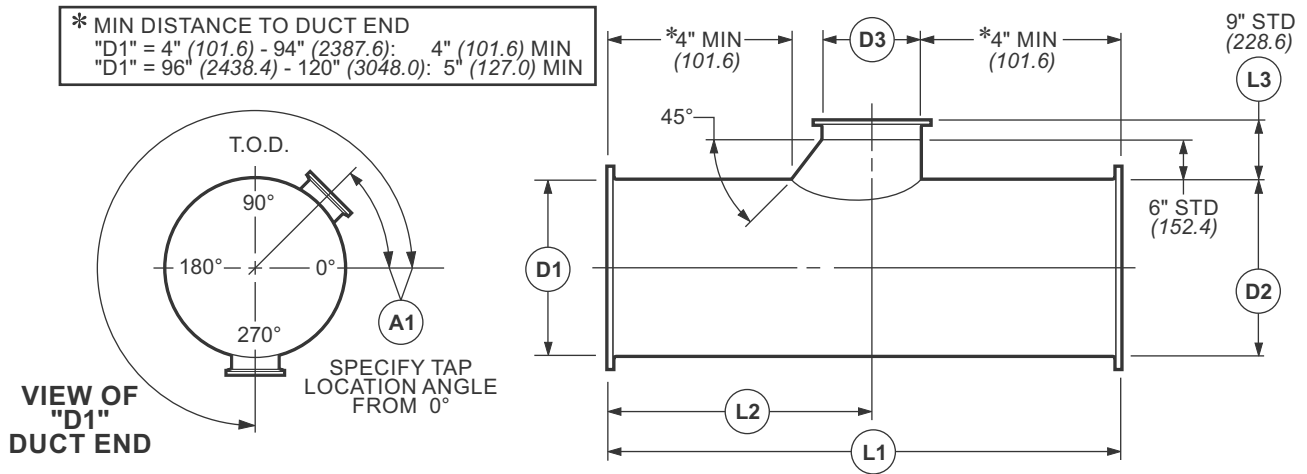 * MIN DISTANCE TO DUCT END
"D1" = 4" (101.6) - 94" (2387.6): 4" (101.6) MIN
"D1" = 96" (2438.4) - 120" (3048.0): 5" (127.0) MIN
T.O.D.
90°
180°
0°
270°
A1
SPECIFY TAP
LOCATION ANGLE
FROM 0°
VIEW OF
"D1"
DUCT END
*4" MIN
(101.6)
D3
*4" MIN
(101.6)
9" STD
(228.6)
L3
45°
6" STD
(152.4)
D1
D2
L2
L1